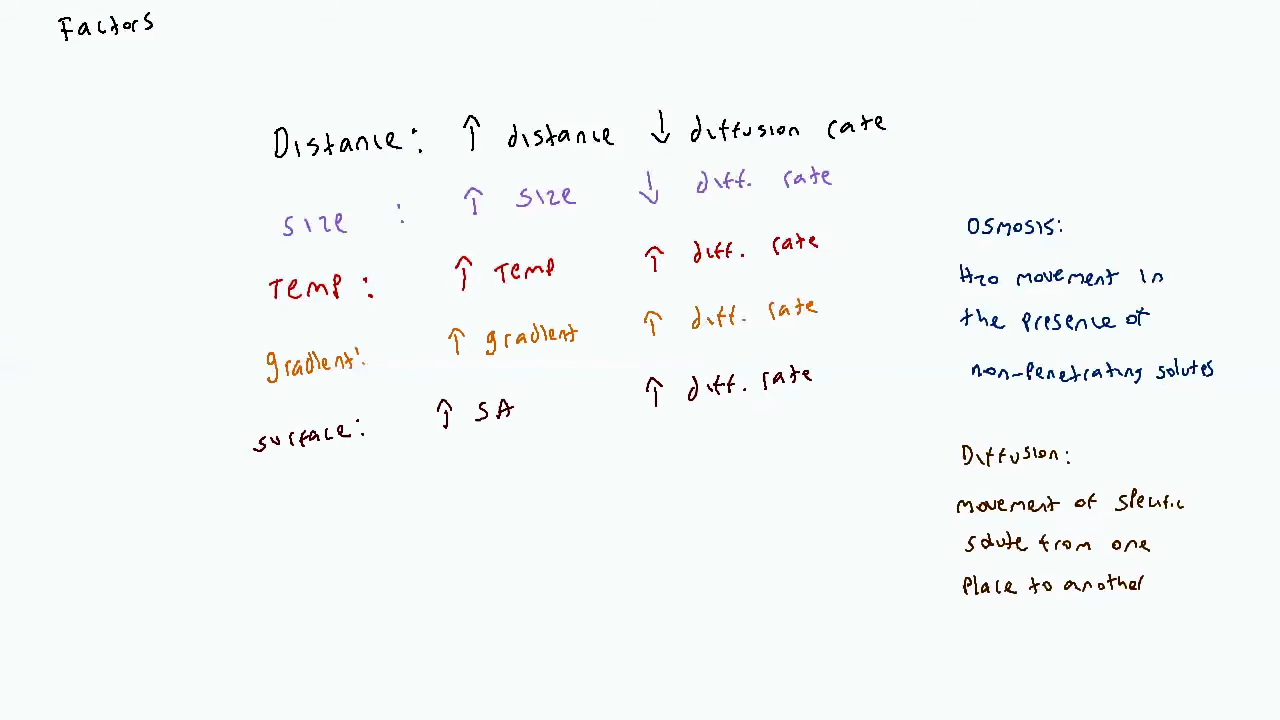 Factors
Distance: ↑ distance ↓ diffusion rate
size : ↑ size ↓ diff. rate
Temp: ↑ Temp ↑ diff. rate
gradient: ↑ gradient ↑ diff. rate
surface: ↑ SA ↑ diff. rate
Osmosis:
H2O movement in
the presence of
non-penetrating solutes
Diffusion:
movement of specific
solute from one
place to another